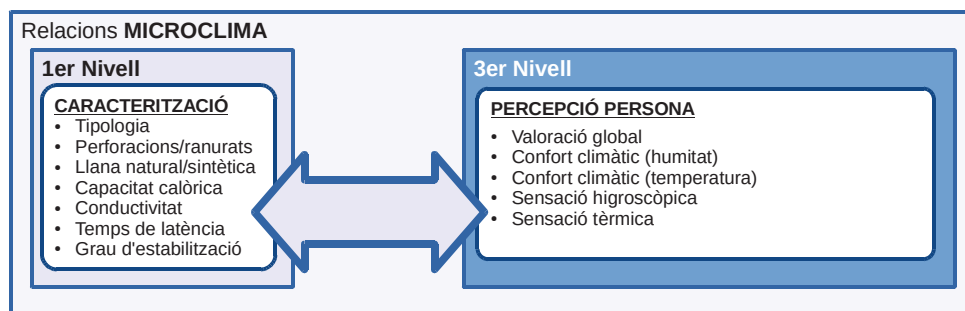 Relacions MICROCLIMA
1er Nivell
CARACTERITZACIÓ
• Tipologia
• Perforacions/ranurats
• Llana natural/sintètica
• Capacitat calòrica
• Conductivitat
• Temps de latència
• Grau d'estabilització
3er Nivell
PERCEPCIÓ PERSONA
• Valoració global
• Confort climàtic (humitat)
• Confort climàtic (temperatura)
• Sensació higroscòpica
• Sensació tèrmica